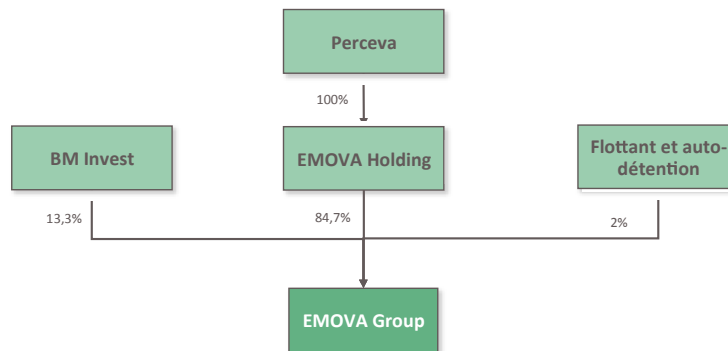 Perceva
100%
BM Invest
EMOVA Holding
Flottant et auto-
détention
13,3%
84,7%
2%
EMOVA Group